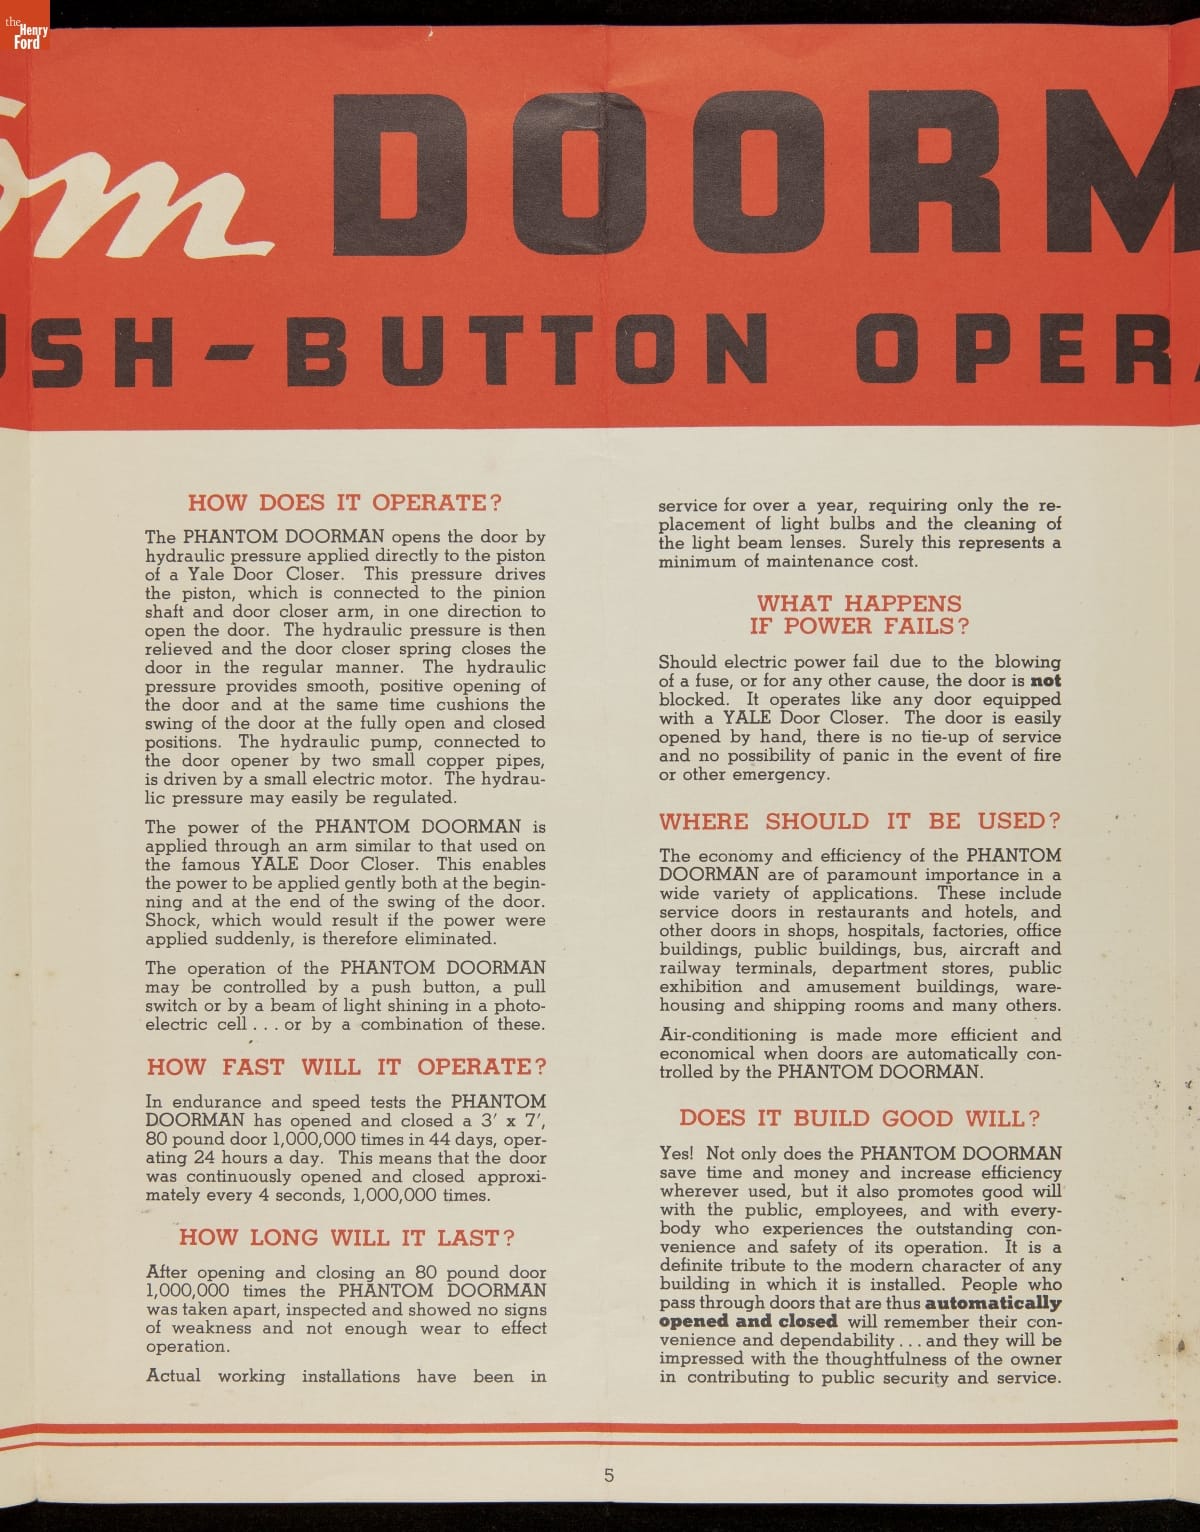 the
Henry
Ford
om DOORM
USH-BUTTON OPERA
HOW DOES IT OPERATE?
The PHANTOM DOORMAN opens the door by
hydraulic pressure applied directly to the piston
of a Yale Door Closer. This pressure drives
the piston, which is connected to the pinion
shaft and door closer arm, in one direction to
open the door. The hydraulic pressure is then
relieved and the door closer spring closes the
door in the regular manner. The hydraulic
pressure provides smooth, positive opening of
the door and at the same time cushions the
swing of the door at the fully open and closed
positions. The hydraulic pump, connected to
the door opener by two small copper pipes,
is driven by a small electric motor. The hydrau-
lic pressure may easily be regulated.
The power of the PHANTOM DOORMAN is
applied through an arm similar to that used on
the famous YALE Door Closer. This enables
the power to be applied gently both at the begin-
ning and at the end of the swing of the door.
Shock, which would result if the power were
applied suddenly, is therefore eliminated.
The operation of the PHANTOM DOORMAN
may be controlled by a push button, a pull
switch or by a beam of light shining in a photo-
electric cell . . . or by a combination of these.
HOW FAST WILL IT OPERATE?
In endurance and speed tests the PHANTOM
DOORMAN has opened and closed a 3′ x 7′,
80 pound door 1,000,000 times in 44 days, oper-
ating 24 hours a day. This means that the door
was continuously opened and closed approxi-
mately every 4 seconds, 1,000,000 times.
HOW LONG WILL IT LAST?
After opening and closing an 80 pound door
1,000,000 times the PHANTOM DOORMAN
was taken apart, inspected and showed no signs
of weakness and not enough wear to effect
operation.
Actual working installations have been in
service for over a year, requiring only the re-
placement of light bulbs and the cleaning of
the light beam lenses. Surely this represents a
minimum of maintenance cost.
WHAT HAPPENS
IF POWER FAILS?
Should electric power fail due to the blowing
of a fuse, or for any other cause, the door is not
blocked. It operates like any door equipped
with a YALE Door Closer. The door is easily
opened by hand, there is no tie-up of service
and no possibility of panic in the event of fire
or other emergency.
WHERE SHOULD IT BE USED?
The economy and efficiency of the PHANTOM
DOORMAN are of paramount importance in a
wide variety of applications. These include
service doors in restaurants and hotels, and
other doors in shops, hospitals, factories, office
buildings, public buildings, bus, aircraft and
railway terminals, department stores, public
exhibition and amusement buildings, ware-
housing and shipping rooms and many others.
Air-conditioning is made more efficient and
economical when doors are automatically con-
trolled by the PHANTOM DOORMAN.
DOES IT BUILD GOOD WILL?
Yes! Not only does the PHANTOM DOORMAN
save time and money and increase efficiency
wherever used, but it also promotes good will
with the public, employees, and with every-
body who experiences the outstanding con-
venience and safety of its operation. It is a
definite tribute to the modern character of any
building in which it is installed. People who
pass through doors that are thus automatically
opened and closed will remember their con-
venience and dependability . . . and they will be
impressed with the thoughtfulness of the owner
in contributing to public security and service.
5